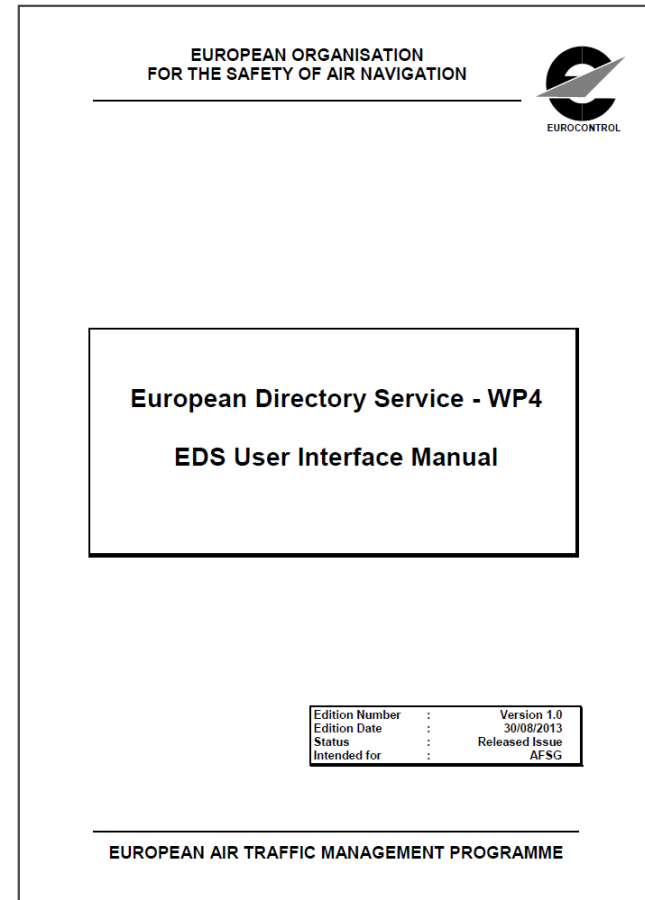 EUROPEAN ORGANISATION
FOR THE SAFETY OF AIR NAVIGATION
EUROCONTROL
European Directory Service - WP4
EDS User Interface Manual
Edition Number : Version 1.0
Edition Date : 30/08/2013
Status : Released Issue
Intended for : AFSG
EUROPEAN AIR TRAFFIC MANAGEMENT PROGRAMME